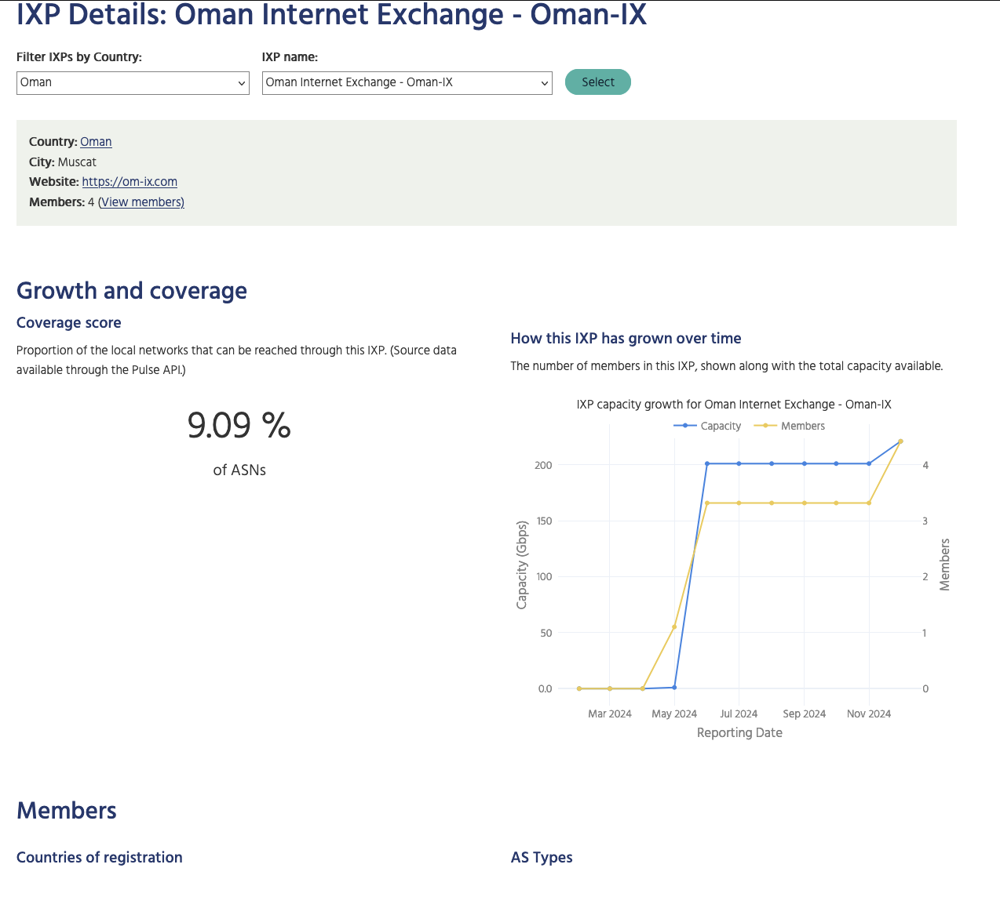 IXP Details: Oman Internet Exchange - Oman-IX
Filter IXPs by Country:
Oman
IXP name:
Oman Internet Exchange - Oman-IX
Select
Country: Oman
City: Muscat
Website: https://om-ix.com
Members: 4 (View members)
Growth and coverage
Coverage score
Proportion of the local networks that can be reached through this IXP. (Source data
available through the Pulse API.)
9.09 %
of ASNs
How this IXP has grown over time
The number of members in this IXP, shown along with the total capacity available.
IXP capacity growth for Oman Internet Exchange - Oman-IX
Capacity
Members
200
150
100
50
0.0
Capacity (Gbps)
4
3
2
1
0
Members
Mar 2024
May 2024
Jul 2024
Sep 2024
Nov 2024
Reporting Date
Members
Countries of registration
AS Types